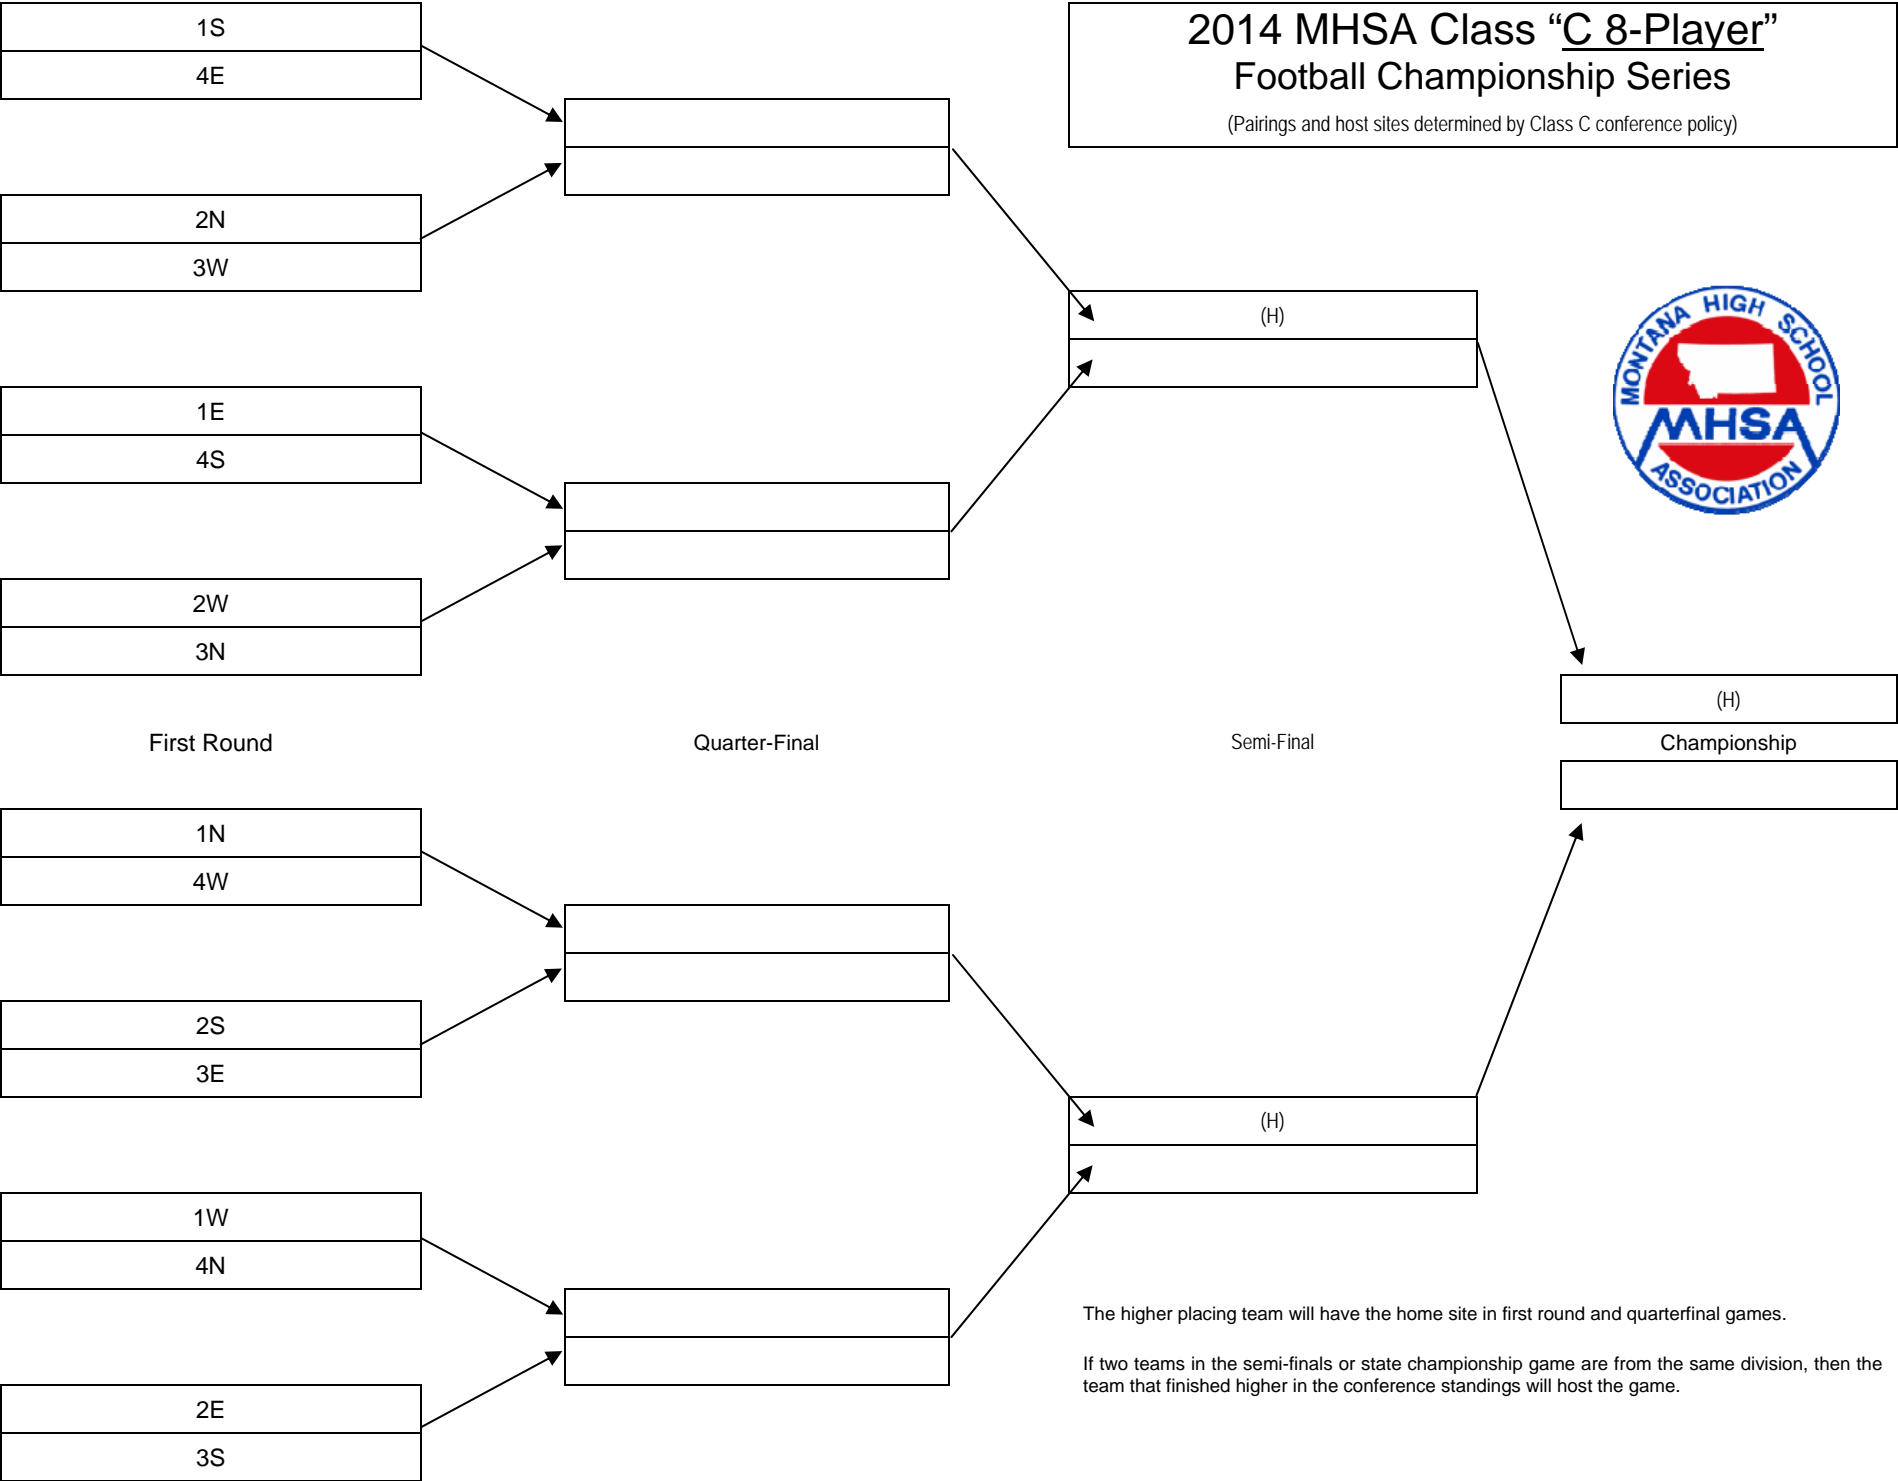 2014 MHSA Class “C 8-Player”
Football Championship Series
(Pairings and host sites determined by Class C conference policy)
1S
4E
2N
3W
(H)
MONTANA HIGH SCHOOL
MHSA
ASSOCIATION
1E
4S
2W
3N
(H)
First Round
Quarter-Final
Semi-Final
Championship
1N
4W
2S
3E
(H)
1W
4N
2E
3S
The higher placing team will have the home site in first round and quarterfinal games.
If two teams in the semi-finals or state championship game are from the same division, then the
team that finished higher in the conference standings will host the game.